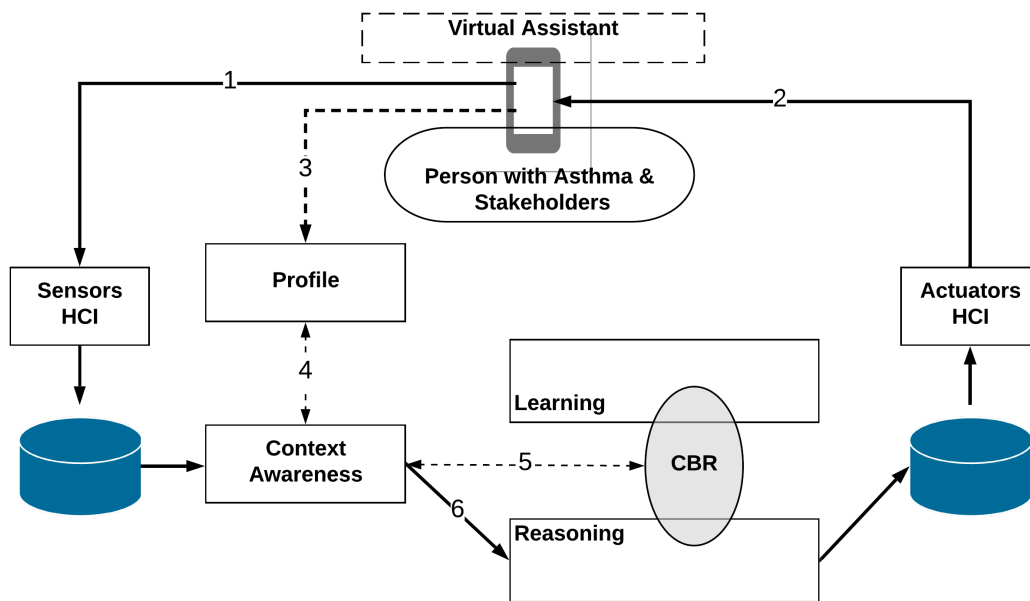 Virtual Assistant
1
2
3
Person with Asthma &
Stakeholders
Sensors
HCI
Profile
Actuators
HCI
4
Learning
Context
Awareness
5
CBR
6
Reasoning